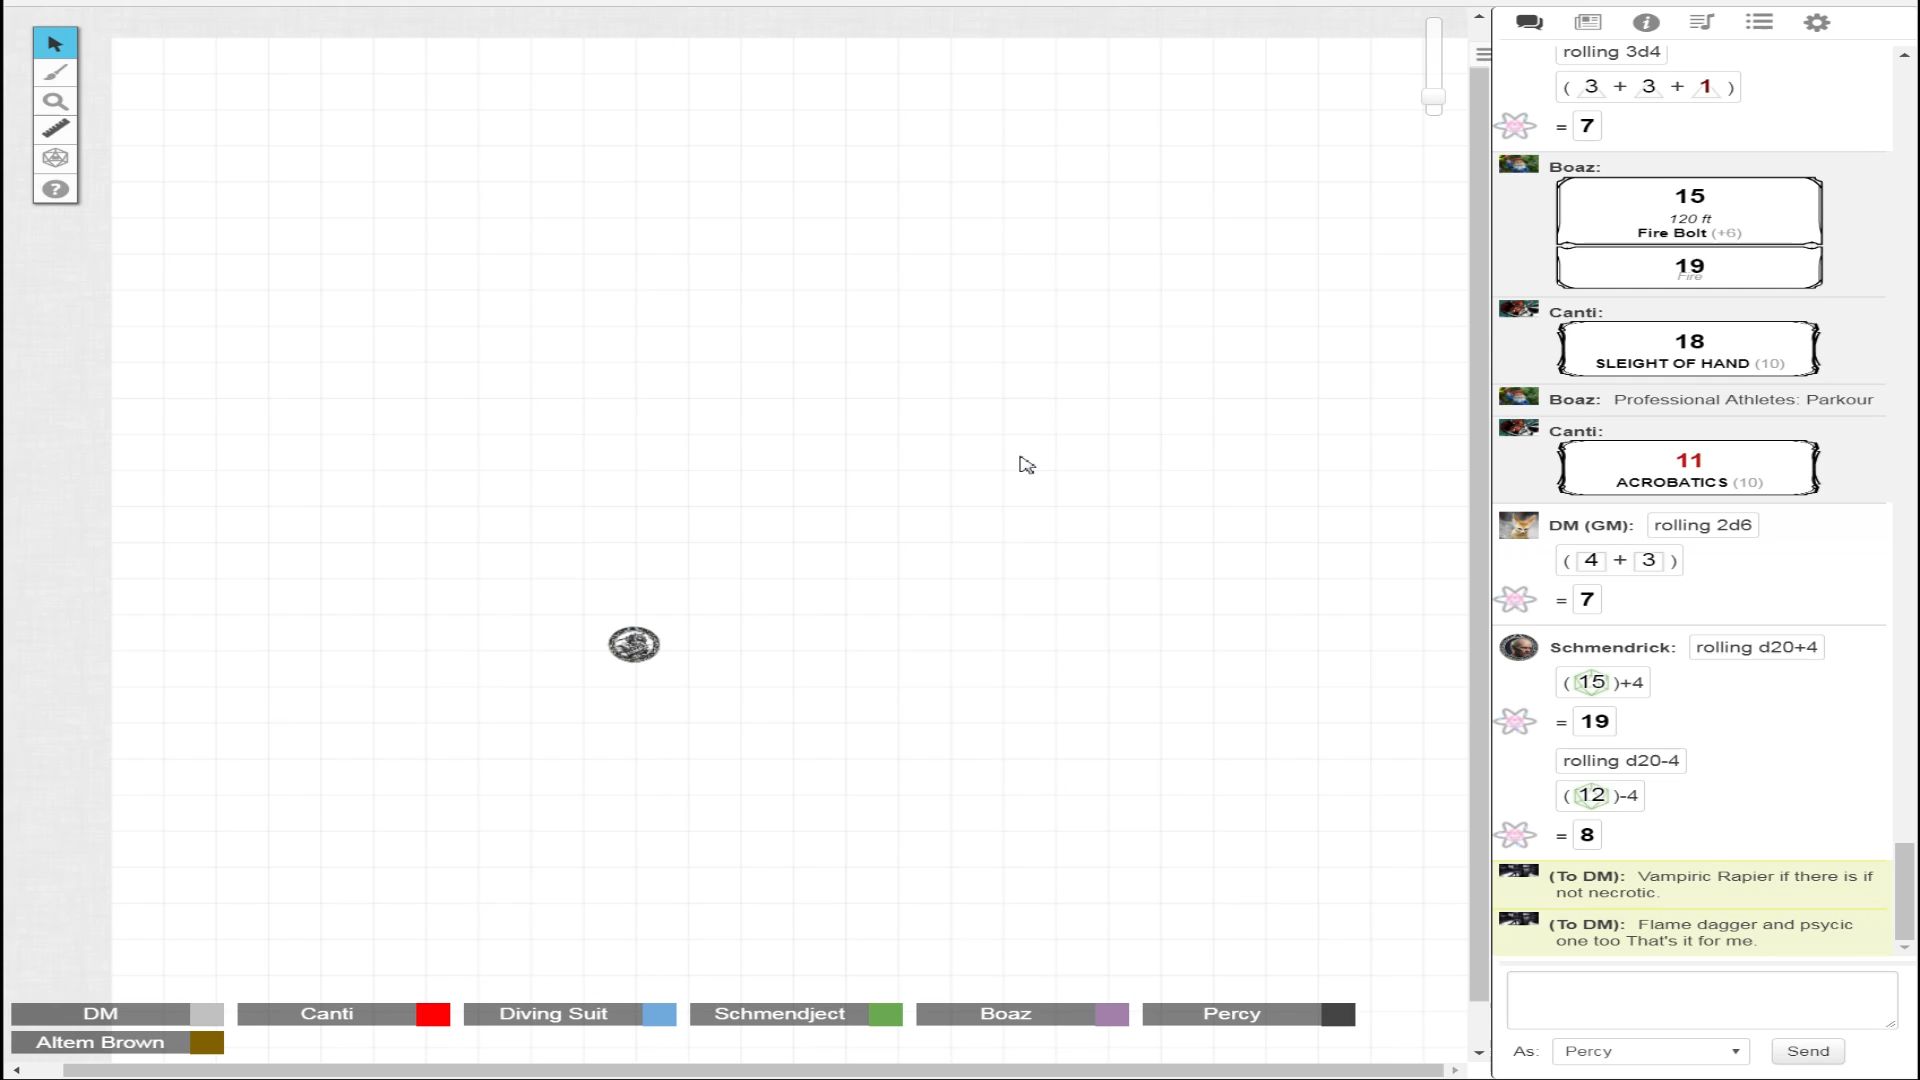 rolling 3d4
( 3 + 3 + 1 )
= 7
Boaz:
15
120 ft
Fire Bolt (+6)
19
Fire
Canti:
18
SLEIGHT OF HAND (10)
Boaz: Professional Athletes: Parkour
Canti:
11
ACROBATICS (10)
DM (GM): rolling 2d6
( 4 + 3 )
= 7
Schmendrick: rolling d20+4
( 15 )+4
= 19
rolling d20-4
( 12 )-4
= 8
(To DM): Vampiric Rapier if there is if
not necrotic.
(To DM): Flame dagger and psycic
one too That's it for me.
As: Percy Send
DM Canti Diving Suit Schmendject Boaz Percy
Altem Brown